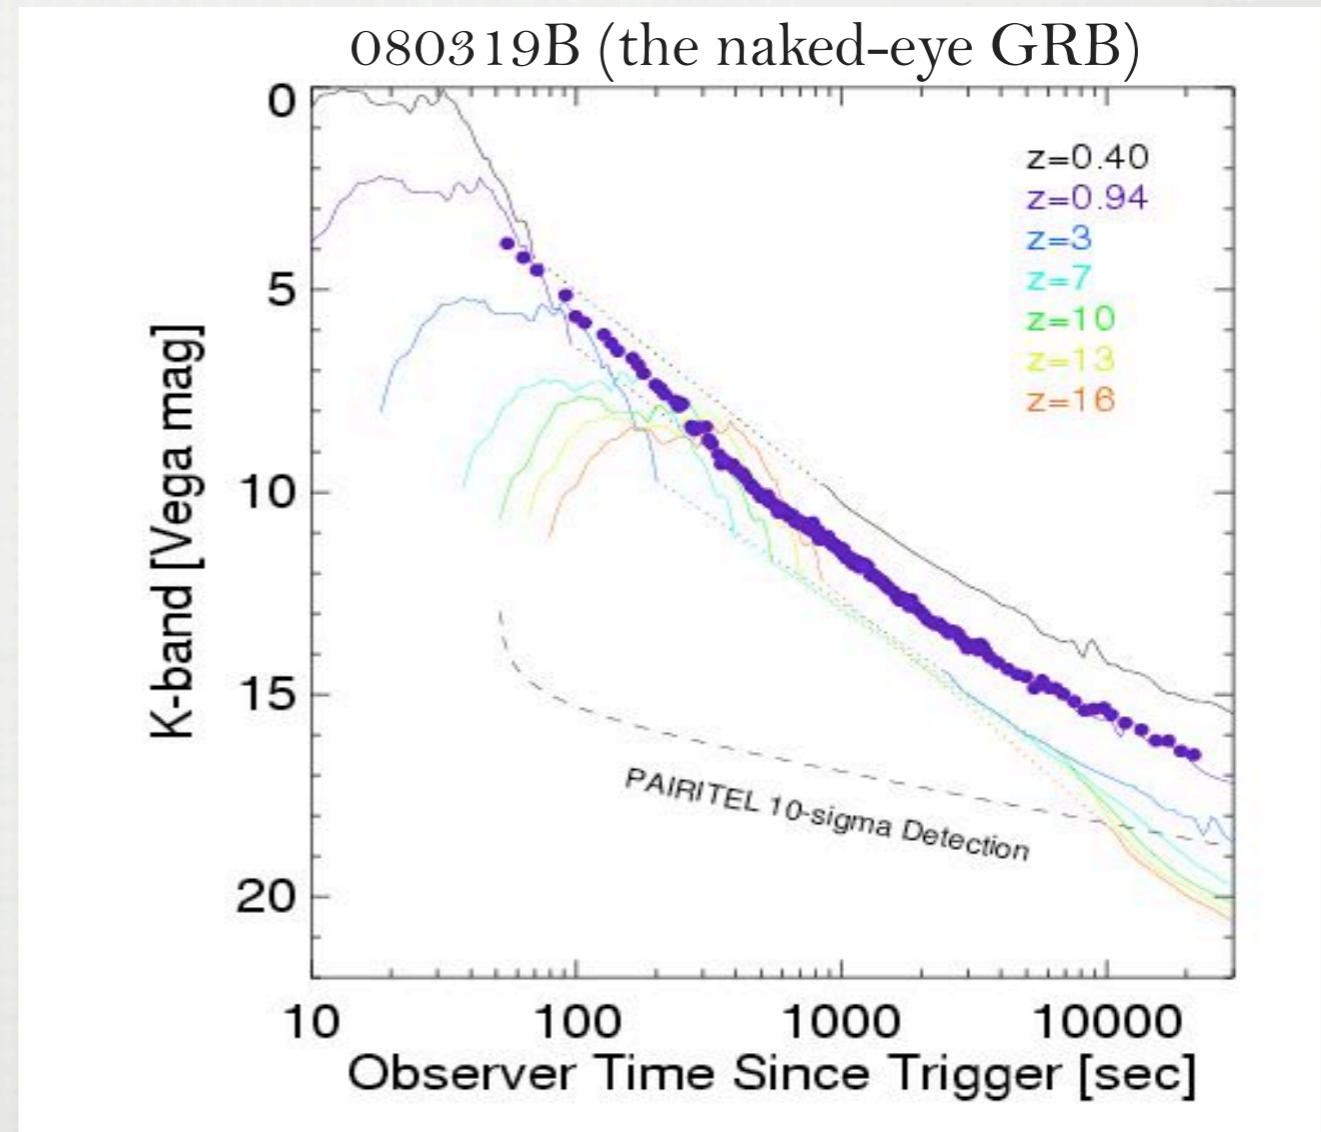 080319B (the naked-eye GRB)
0
5
10
15
20
K-band [Vega mag]
z=0.40
z=0.94
z=3
z=7
z=10
z=13
z=16
PAIRITEL 10-sigma Detection
10 100 1000 10000
Observer Time Since Trigger [sec]